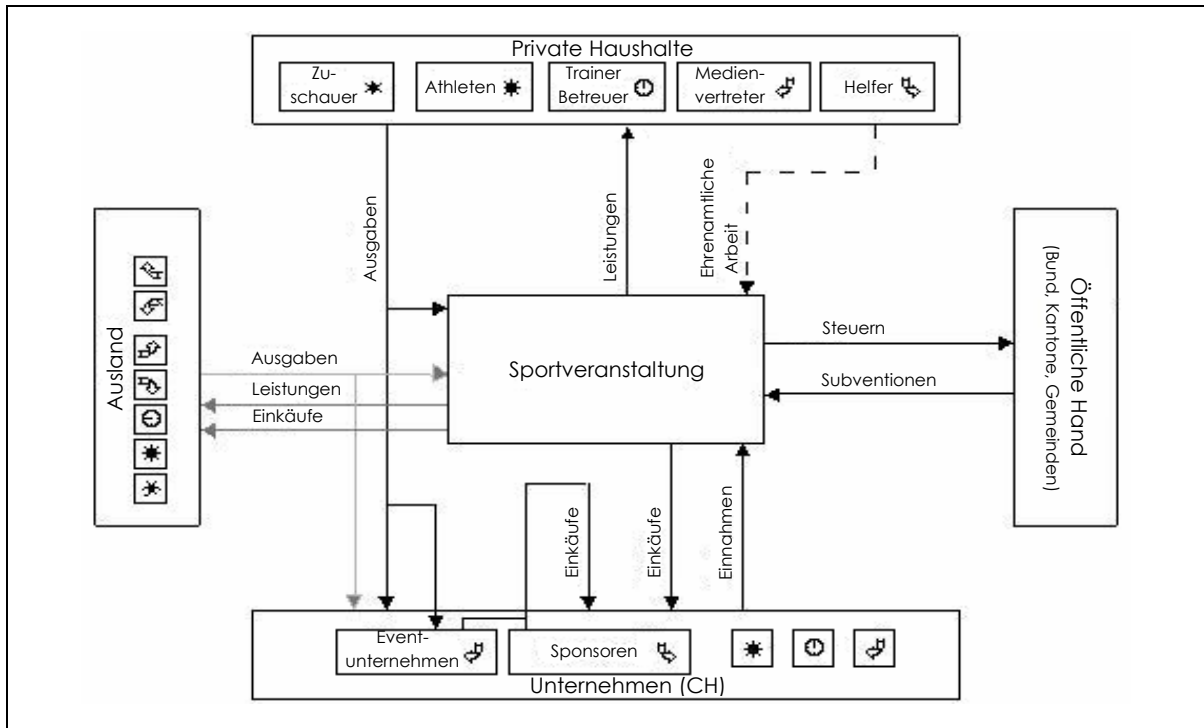 Private Haushalte
Zu-
schauer
Athleten
Trainer
Betreuer
Medien-
vertreter
Helfer
Ausgaben
Leistungen
Ehrenamtliche
Arbeit
Ausland
Ausgaben
Leistungen
Einkäufe
Sportveranstaltung
Steuern
Subventionen
Öffentliche Hand
(Bund, Kantone, Gemeinden)
Einkäufe
Einkäufe
Einnahmen
Event-
unternehmen
Sponsoren
Unternehmen (CH)